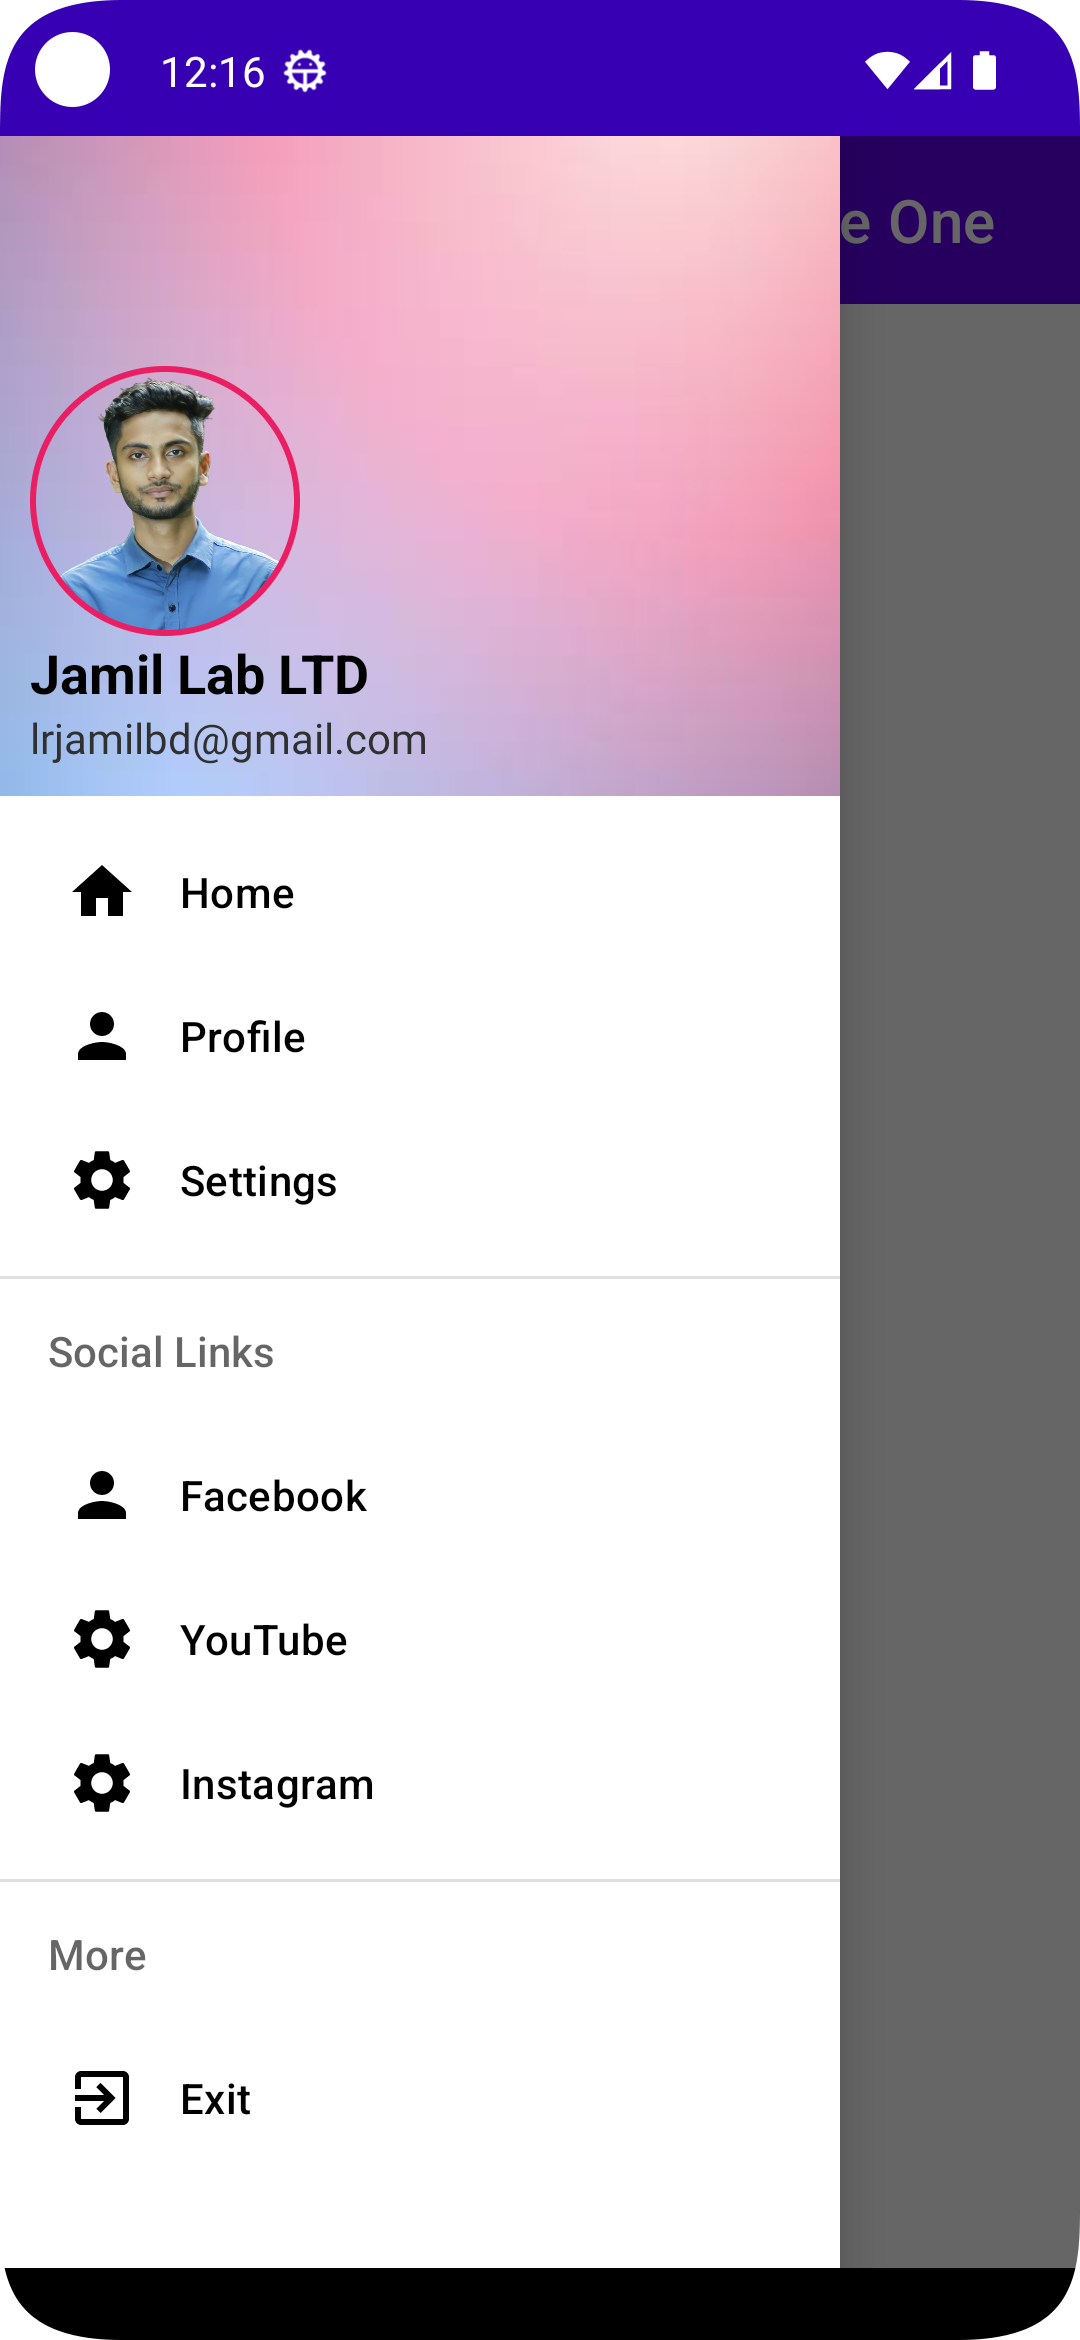 12:16
e One
Jamil Lab LTD
lrjamilbd@gmail.com
Home
Profile
Settings
Social Links
Facebook
YouTube
Instagram
More
Exit